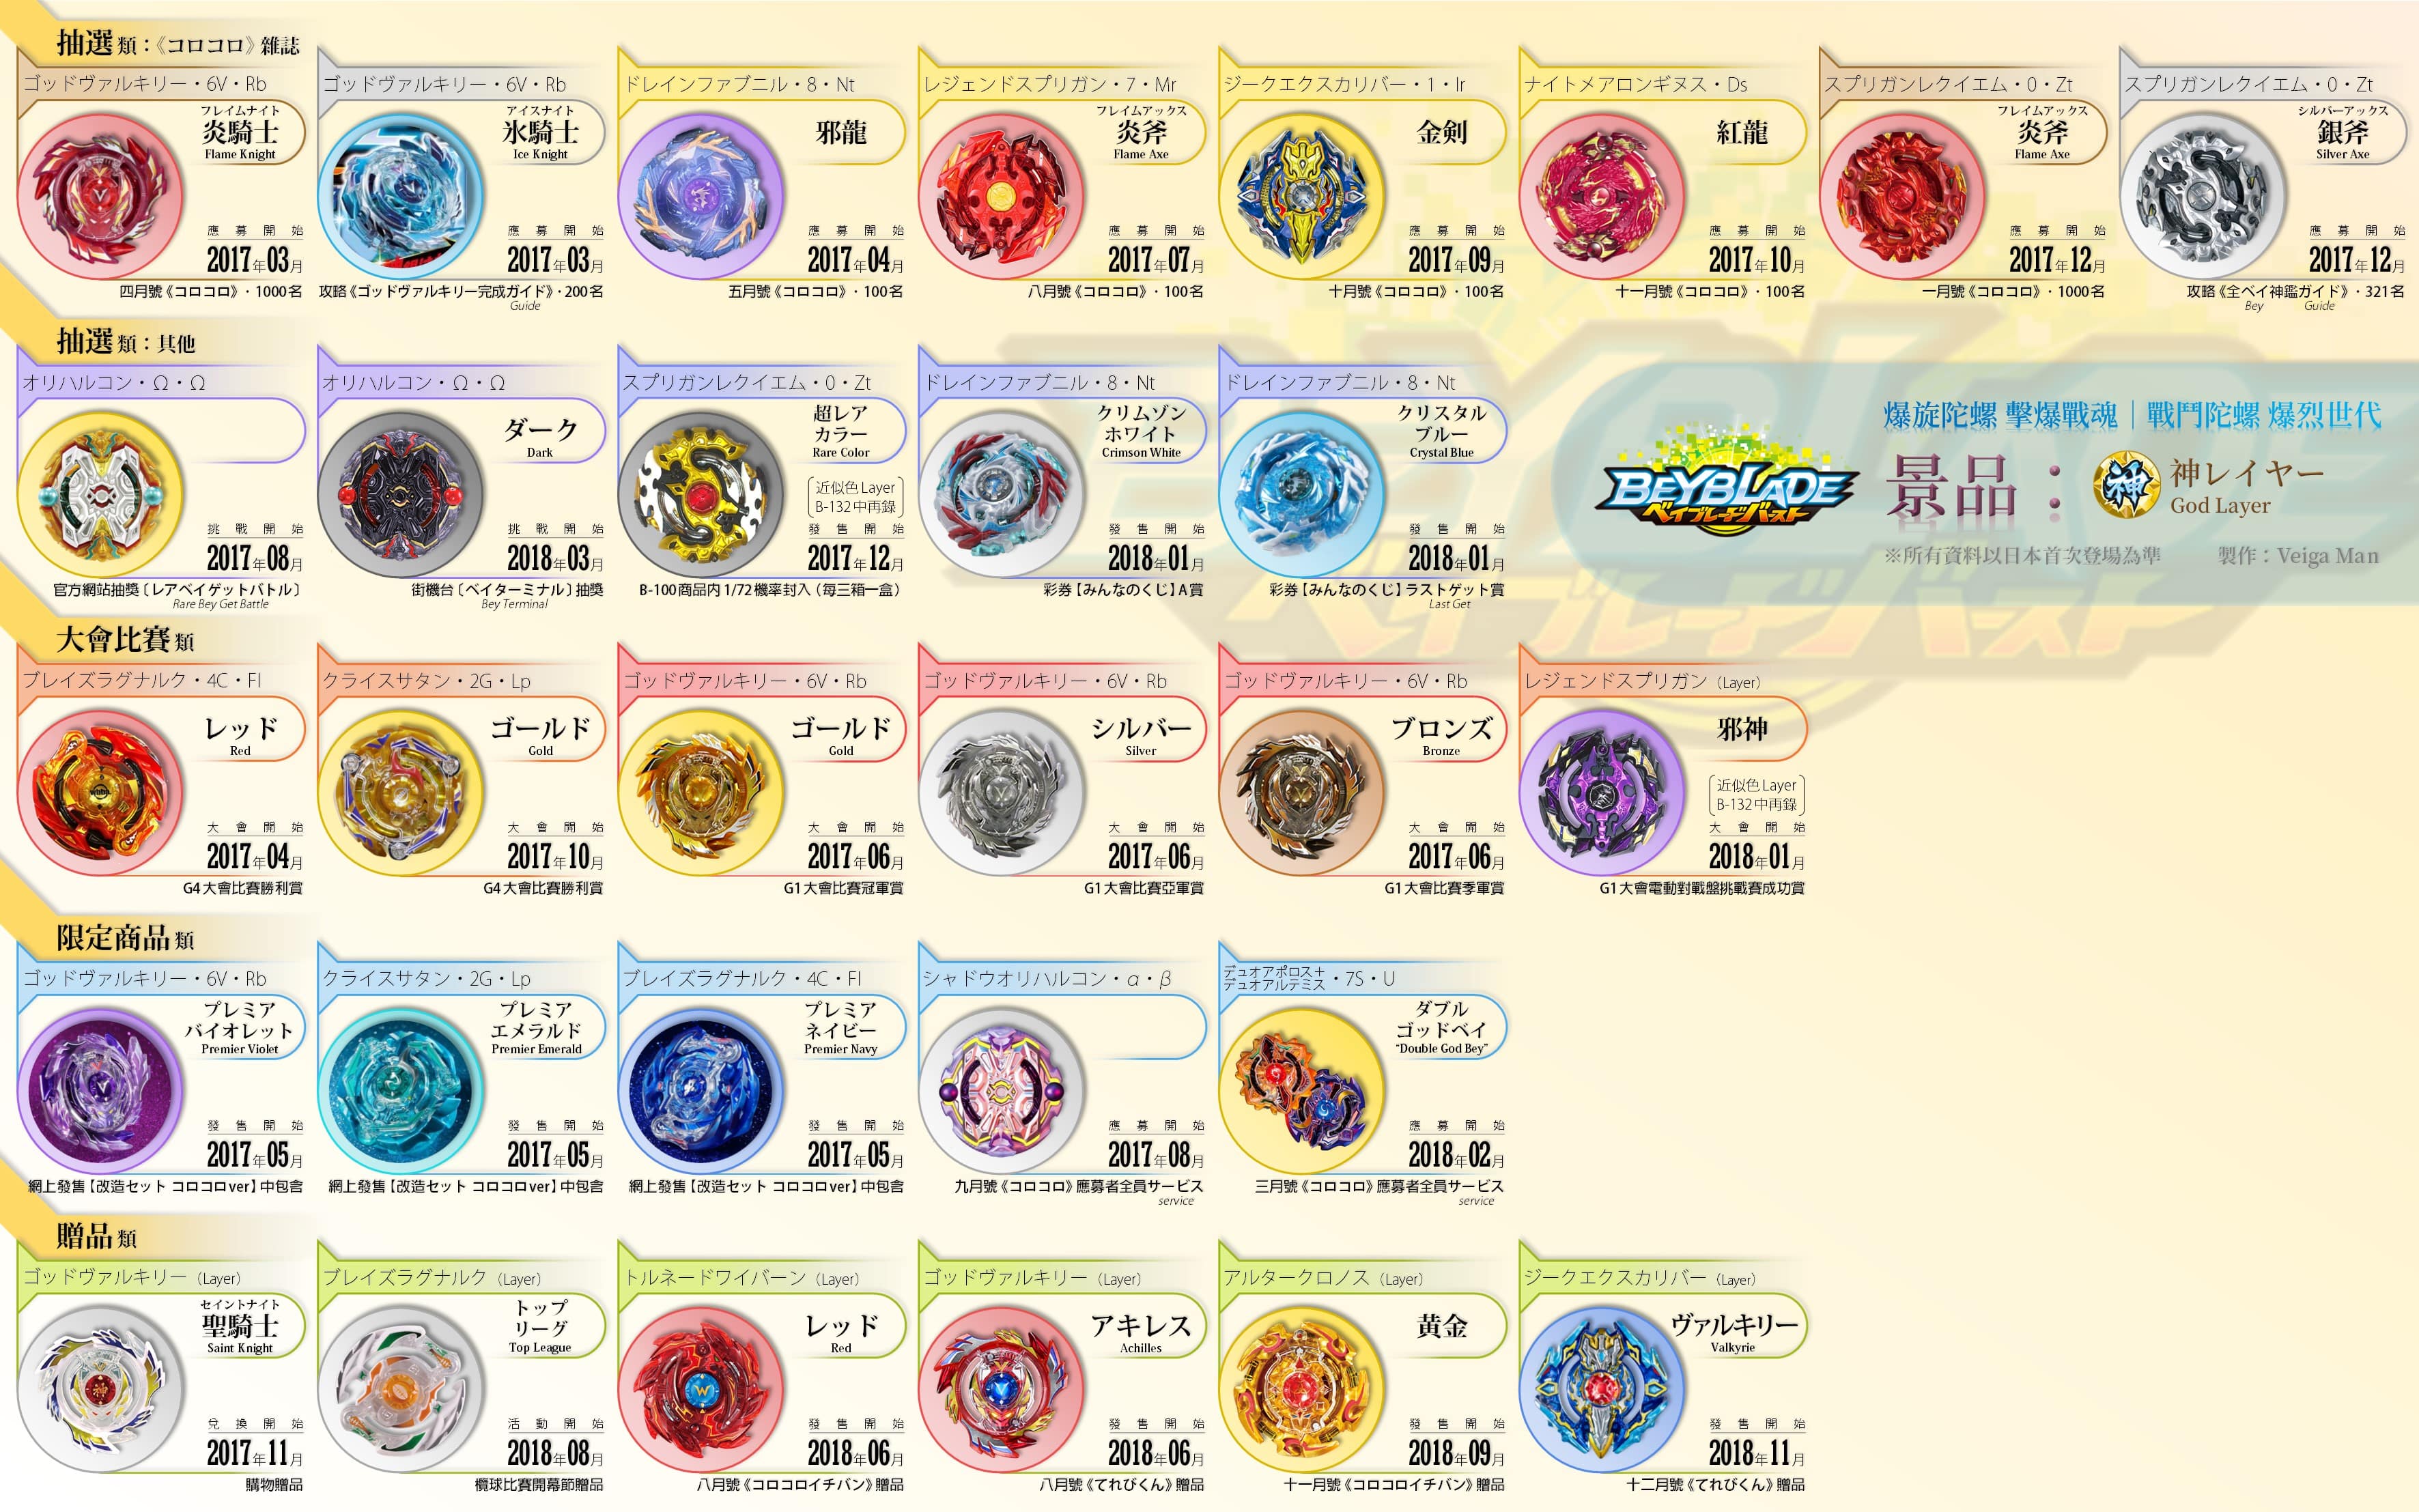 抽選 類：《コロコロ》雜誌
ゴッドヴァルキリー・6V・Rb
フレイムナイト
炎騎士
Flame Knight
應募開始
2017年03月
四月號《コロコロ》・1000名
ゴッドヴァルキリー・6V・Rb
アイスナイト
氷騎士
Ice Knight
應募開始
2017年03月
攻略《ゴッドヴァルキリー完成ガイド》・200名
Guide
ドレインファブニル・8・Nt
邪龍
應募開始
2017年04月
五月號《コロコロ》・100名
レジェンドスプリガン・7・Mr
フレイムアックス
炎斧
Flame Axe
應募開始
2017年07月
八月號《コロコロ》・100名
ジークエクスカリバー・1・Ir
金剣
應募開始
2017年09月
十月號《コロコロ》・100名
ナイトメアロンギヌス・Ds
紅龍
應募開始
2017年10月
十一月號《コロコロ》・100名
スプリガンレクイエム・0・Zt
フレイムアックス
炎斧
Flame Axe
應募開始
2017年12月
一月號《コロコロ》・1000名
スプリガンレクイエム・0・Zt
シルバーアックス
銀斧
Silver Axe
應募開始
2017年12月
攻略《全ベイ神鑑ガイド》・321名
Bey Guide
抽選 類：其他
オリハルコン・Ω・Ω
挑戰開始
2017年08月
官方網站抽獎〔レアベイゲットバトル〕
Rare Bey Get Battle
オリハルコン・Ω・Ω
ダーク
Dark
挑戰開始
2018年03月
街機台〔ベイターミナル〕抽獎
Bey Terminal
スプリガンレクイエム・0・Zt
超レア
カラー
Rare Color
近似色Layer
B-132中再錄
發售開始
2017年12月
B-100商品内1/72機率封入（每三箱一盒）
ドレインファブニル・8・Nt
クリムゾン
ホワイト
Crimson White
發售開始
2018年01月
彩券【みんなのくじ】A賞
ドレインファブニル・8・Nt
クリスタル
ブルー
Crystal Blue
發售開始
2018年01月
彩券【みんなのくじ】ラストゲット賞
Last Get
BEYBLADE
ベイブレードバースト
爆旋陀螺 擊爆戰魂｜戰鬥陀螺 爆烈世代
景品：
神
神レイヤー
God Layer
※所有資料以日本首次登場為準
製作：Veiga Man
大會比賽 類
ブレイズラグナルク・4C・Fl
レッド
Red
大會開始
2017年04月
G4大會比賽勝利賞
クライスサタン・2G・Lp
ゴールド
Gold
大會開始
2017年10月
G4大會比賽勝利賞
ゴッドヴァルキリー・6V・Rb
ゴールド
Gold
大會開始
2017年06月
G1大會比賽冠軍賞
ゴッドヴァルキリー・6V・Rb
シルバー
Silver
大會開始
2017年06月
G1大會比賽亞軍賞
ゴッドヴァルキリー・6V・Rb
ブロンズ
Bronze
大會開始
2017年06月
G1大會比賽季軍賞
レジェンドスプリガン（Layer）
邪神
近似色Layer
B-132中再錄
大會開始
2018年01月
G1大會電動對戰盤挑戰賽成功賞
限定商品 類
ゴッドヴァルキリー・6V・Rb
プレミア
バイオレット
Premier Violet
發售開始
2017年05月
網上發售【改造セット コロコロver】中包含
クライスサタン・2G・Lp
プレミア
エメラルド
Premier Emerald
發售開始
2017年05月
網上發售【改造セット コロコロver】中包含
ブレイズラグナルク・4C・Fl
プレミア
ネイビー
Premier Navy
發售開始
2017年05月
網上發售【改造セット コロコロver】中包含
シャドウオリハルコン・α・β
應募開始
2017年08月
九月號《コロコロ》應募者全員サービス
service
デュオアポロス＋
デュオアルテミス・7S・U
ダブル
ゴッドベイ
"Double God Bey"
應募開始
2018年02月
三月號《コロコロ》應募者全員サービス
service
贈品 類
ゴッドヴァルキリー（Layer）
セイントナイト
聖騎士
Saint Knight
兌換開始
2017年11月
購物贈品
ブレイズラグナルク（Layer）
トップ
リーグ
Top League
活動開始
2018年08月
欖球比賽開幕節贈品
トルネードワイバーン（Layer）
レッド
Red
發售開始
2018年06月
八月號《コロコロイチバン》贈品
ゴッドヴァルキリー（Layer）
アキレス
Achilles
發售開始
2018年06月
八月號《てれびくん》贈品
アルタークロノス（Layer）
黄金
發售開始
2018年09月
十一月號《コロコロイチバン》贈品
ジークエクスカリバー（Layer）
ヴァルキリー
Valkyrie
發售開始
2018年11月
十二月號《てれびくん》贈品